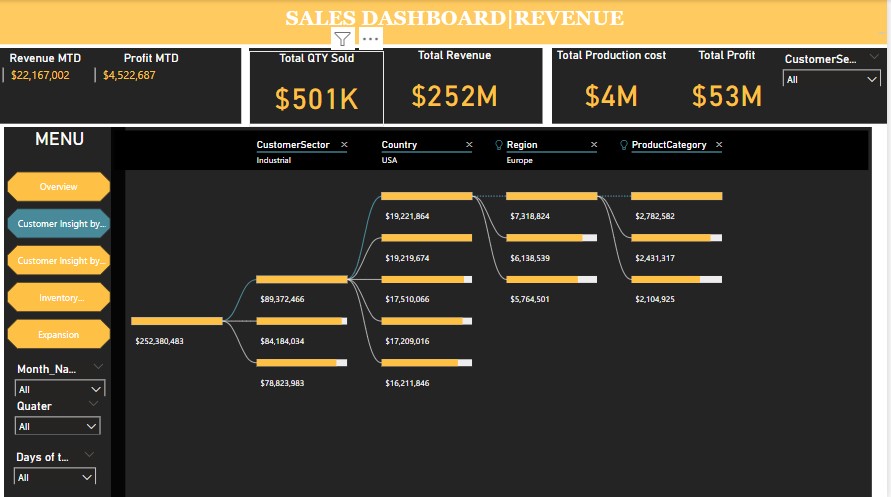 SALES DASHBOARD|REVENUE
Revenue MTD
$22,167,002
Profit MTD
$4,522,687
Total QTY Sold
$501K
Total Revenue
$252M
Total Production cost
$4M
Total Profit
$53M
CustomerSe...
All
MENU
Overview
Customer Insight by...
Customer Insight by...
Inventory...
Expansion
Month_Na...
All
Quater
All
Days of t...
All
CustomerSector
Industrial
Country
USA
Region
Europe
ProductCategory
$252,380,483
$89,372,466
$84,184,034
$78,823,983
$19,221,864
$19,219,674
$17,510,066
$17,209,016
$16,211,846
$7,318,824
$6,138,539
$5,764,501
$2,782,582
$2,431,317
$2,104,925